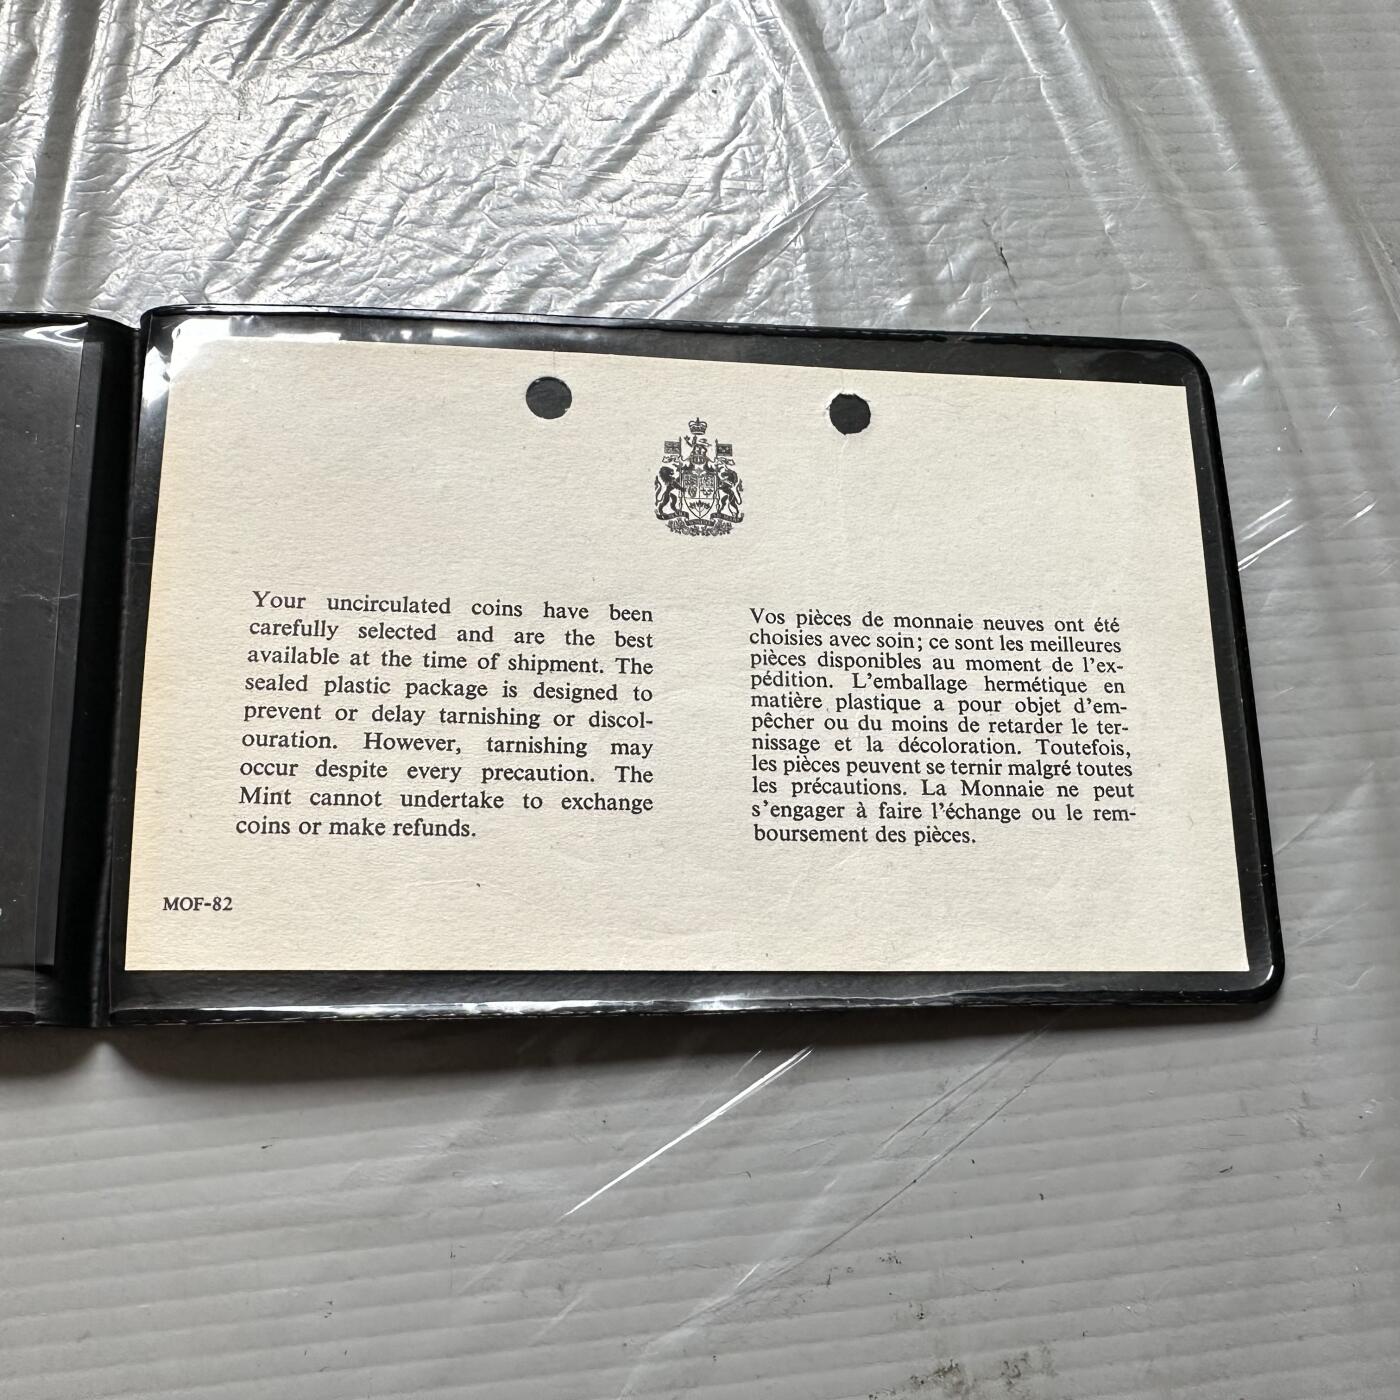 Your uncirculated coins have been
carefully selected and are the best
available at the time of shipment. The
sealed plastic package is designed to
prevent or delay tarnishing or discol-
ouration. However, tarnishing may
occur despite every precaution. The
Mint cannot undertake to exchange
coins or make refunds.
MOF-82
Vos pièces de monnaie neuves ont été
choisies avec soin; ce sont les meilleures
pièces disponibles au moment de l'ex-
pédition. L'emballage hermétique en
matière plastique a pour objet d'em-
pêcher ou du moins de retarder le ter-
nissage et la décoloration. Toutefois,
les pièces peuvent se ternir malgré toutes
les précautions. La Monnaie ne peut
s'engager à faire l'échange ou le rem-
boursement des pièces.